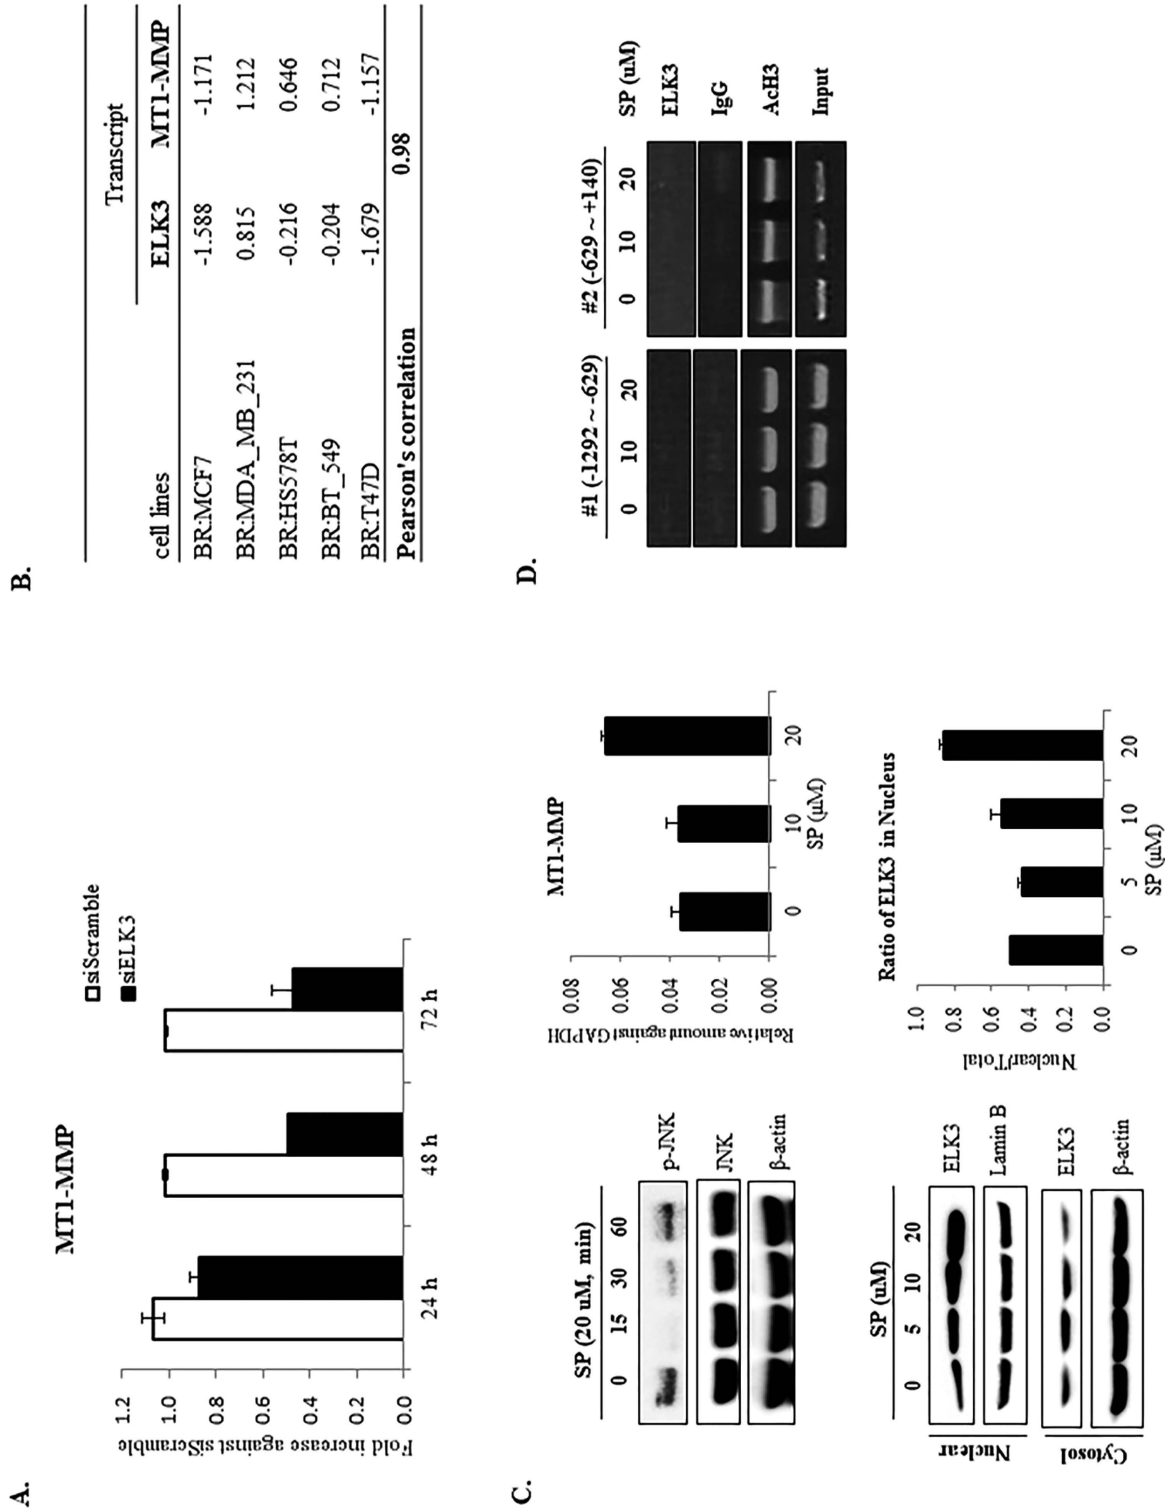 A.
MT1-MMP
siScramble
siELK3
Fold increase against siScramble
1.2
1.0
0.8
0.6
0.4
0.2
0.0
24 h 48 h 72 h
B.
Transcript
cell lines ELK3 MT1-MMP
BR:MCF7 -1.588 -1.171
BR:MDA_MB_231 0.815 1.212
BR:HS578T -0.216 0.646
BR:BT_549 -0.204 0.712
BR:T47D -1.679 -1.157
Pearson's correlation 0.98
C.
SP (20 uM, min)
0 15 30 60
p-JNK
JNK
β-actin
MT1-MMP
Relative amount against GAPDH
0.08
0.06
0.04
0.02
0.00
0 10 20
SP (μM)
SP (uM)
0 5 10 20
Nuclear
ELK3
Lamin B
Cytosol
ELK3
β-actin
Ratio of ELK3 in Nucleus
Nuclear/Total
1.0
0.8
0.6
0.4
0.2
0.0
0 5 10 20
SP (μM)
D.
#1 (-1292 ~ -629) #2 (-629 ~ +140)
0 10 20 0 10 20 SP (uM)
ELK3
IgG
AcH3
Input